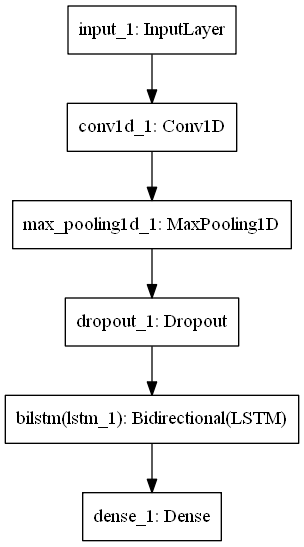 input_1: InputLayer
conv1d_1: Conv1D
max_pooling1d_1: MaxPooling1D
dropout_1: Dropout
bilstm(lstm_1): Bidirectional(LSTM)
dense_1: Dense